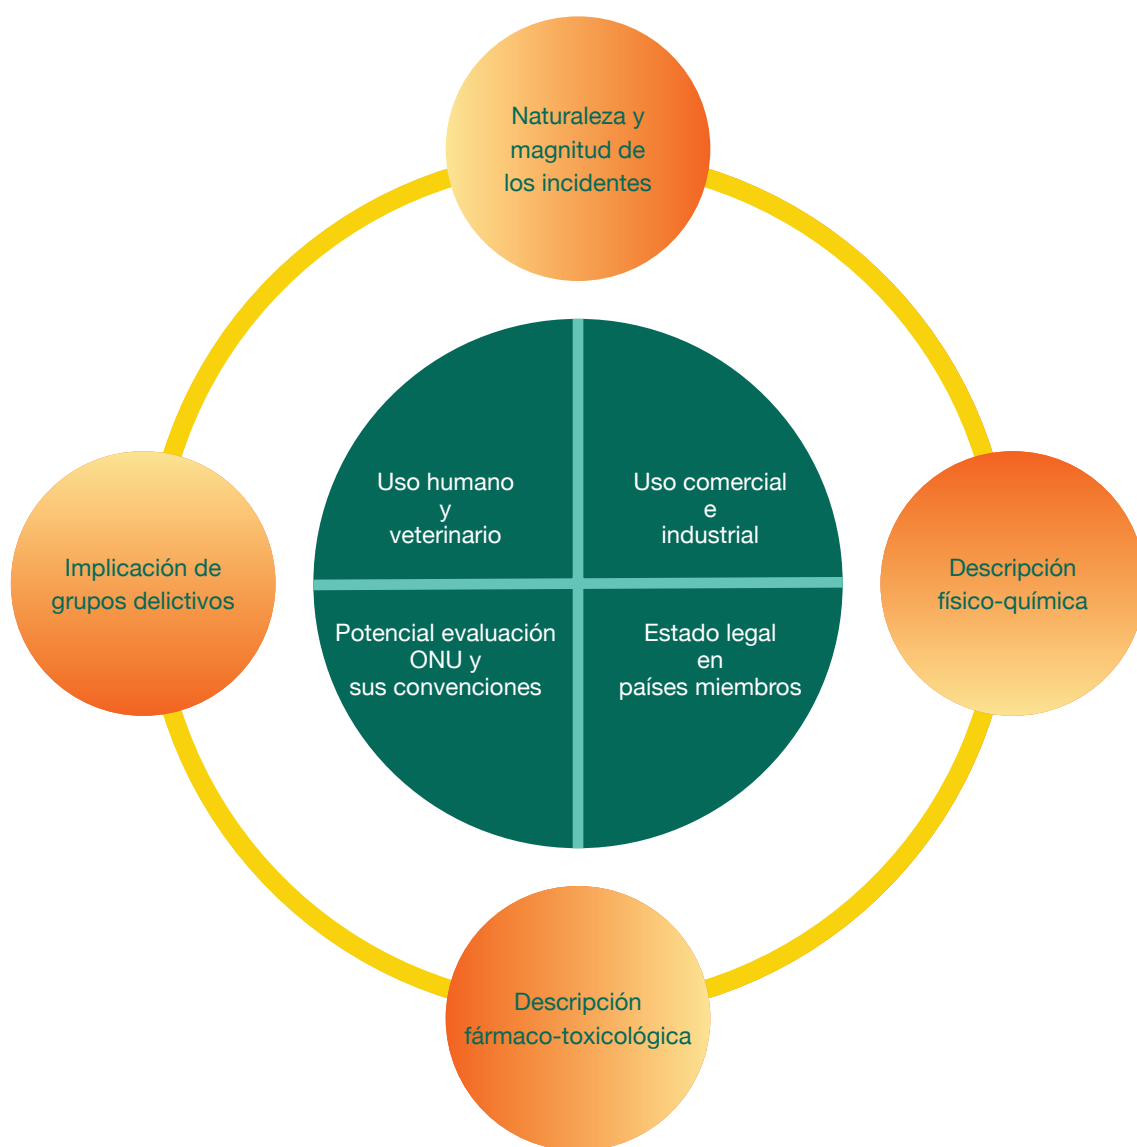 Naturaleza y
magnitud de
los incidentes
Uso humano
y
veterinario
Uso comercial
e
industrial
Implicación de
grupos delictivos
Descripción
físico-química
Potencial evaluación
ONU y
sus convenciones
Estado legal
en
países miembros
Descripción
fármaco-toxicológica